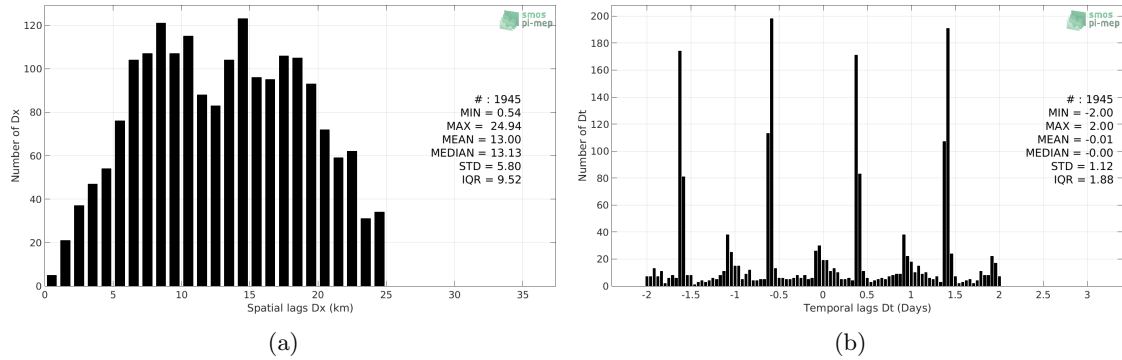 smos
pi-mep
Number of Dx
120
100
80
60
40
20
0
# : 1945
MIN = 0.54
MAX = 24.94
MEAN = 13.00
MEDIAN = 13.13
STD = 5.80
IQR = 9.52
0 5 10 15 20 25 30 35
Spatial lags Dx (km)
(a)
smos
pi-mep
Number of Dt
200
180
160
140
120
100
80
60
40
20
0
# : 1945
MIN = -2.00
MAX = 2.00
MEAN = -0.01
MEDIAN = -0.00
STD = 1.12
IQR = 1.88
-2 -1.5 -1 -0.5 0 0.5 1 1.5 2 2.5 3
Temporal lags Dt (Days)
(b)